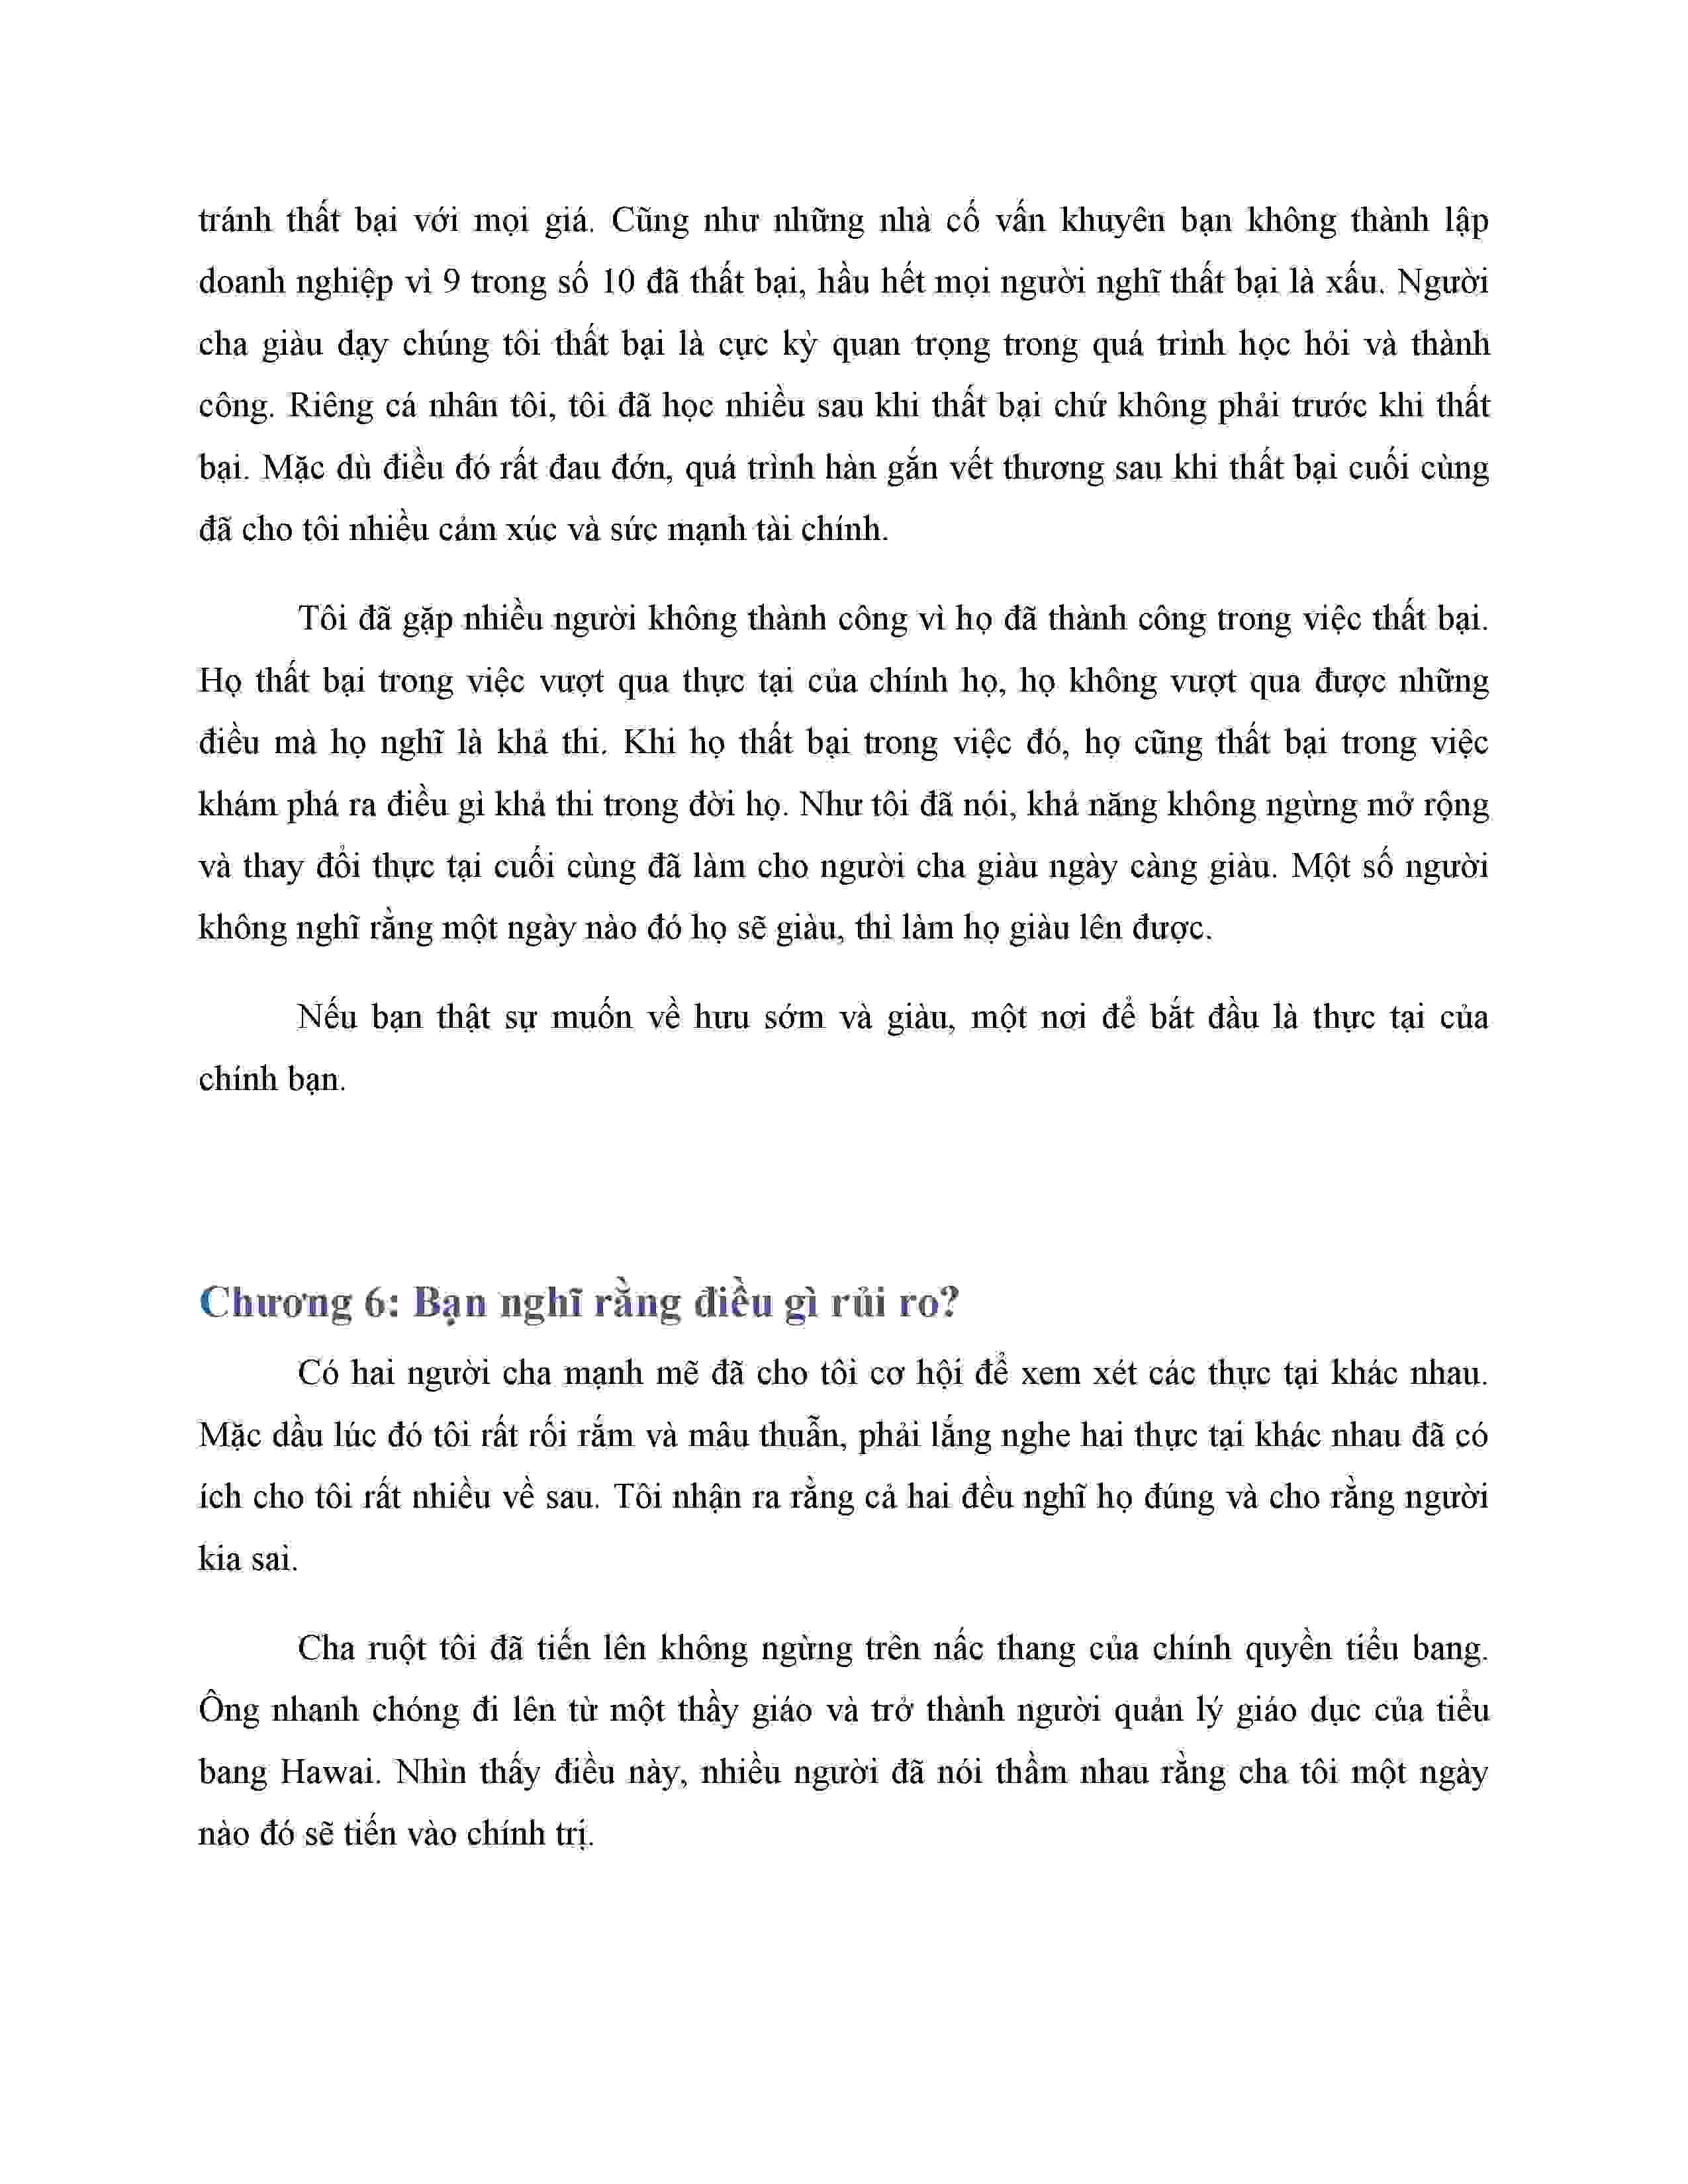 tránh thất bại với mọi giá. Cũng như những nhà cố vấn khuyên bạn không thành lập
doanh nghiệp vì 9 trong số 10 đã thất bại, hầu hết mọi người nghĩ thất bại là xấu. Người
cha giàu dạy chúng tôi thất bại là cực kỳ quan trọng trong quá trình học hỏi và thành
công. Riêng cá nhân tôi, tôi đã học nhiều sau khi thất bại chứ không phải trước khi thất
bại. Mặc dù điều đó rất đau đớn, quá trình hàn gắn vết thương sau khi thất bại cuối cùng
đã cho tôi nhiều cảm xúc và sức mạnh tài chính.
Tôi đã gặp nhiều người không thành công vì họ đã thành công trong việc thất bại.
Họ thất bại trong việc vượt qua thực tại của chính họ, họ không vượt qua được những
điều mà họ nghĩ là khả thi. Khi họ thất bại trong việc đó, họ cũng thất bại trong việc
khám phá ra điều gì khả thi trong đời họ. Như tôi đã nói, khả năng không ngừng mở rộng
và thay đổi thực tại cuối cùng đã làm cho người cha giàu ngày càng giàu. Một số người
không nghĩ rằng một ngày nào đó họ sẽ giàu, thì làm họ giàu lên được.
Nếu bạn thật sự muốn về hưu sớm và giàu, một nơi để bắt đầu là thực tại của
chính bạn.
Chương 6: Bạn nghĩ rằng điều gì rủi ro?
Có hai người cha mạnh mẽ đã cho tôi cơ hội để xem xét các thực tại khác nhau.
Mặc dầu lúc đó tôi rất rối rắm và mâu thuẫn, phải lắng nghe hai thực tại khác nhau đã có
ích cho tôi rất nhiều về sau. Tôi nhận ra rằng cả hai đều nghĩ họ đúng và cho rằng người
kia sai.
Cha ruột tôi đã tiến lên không ngừng trên nấc thang của chính quyền tiểu bang.
Ông nhanh chóng đi lên từ một thầy giáo và trở thành người quản lý giáo dục của tiểu
bang Hawai. Nhìn thấy điều này, nhiều người đã nói thầm nhau rằng cha tôi một ngày
nào đó sẽ tiến vào chính trị.